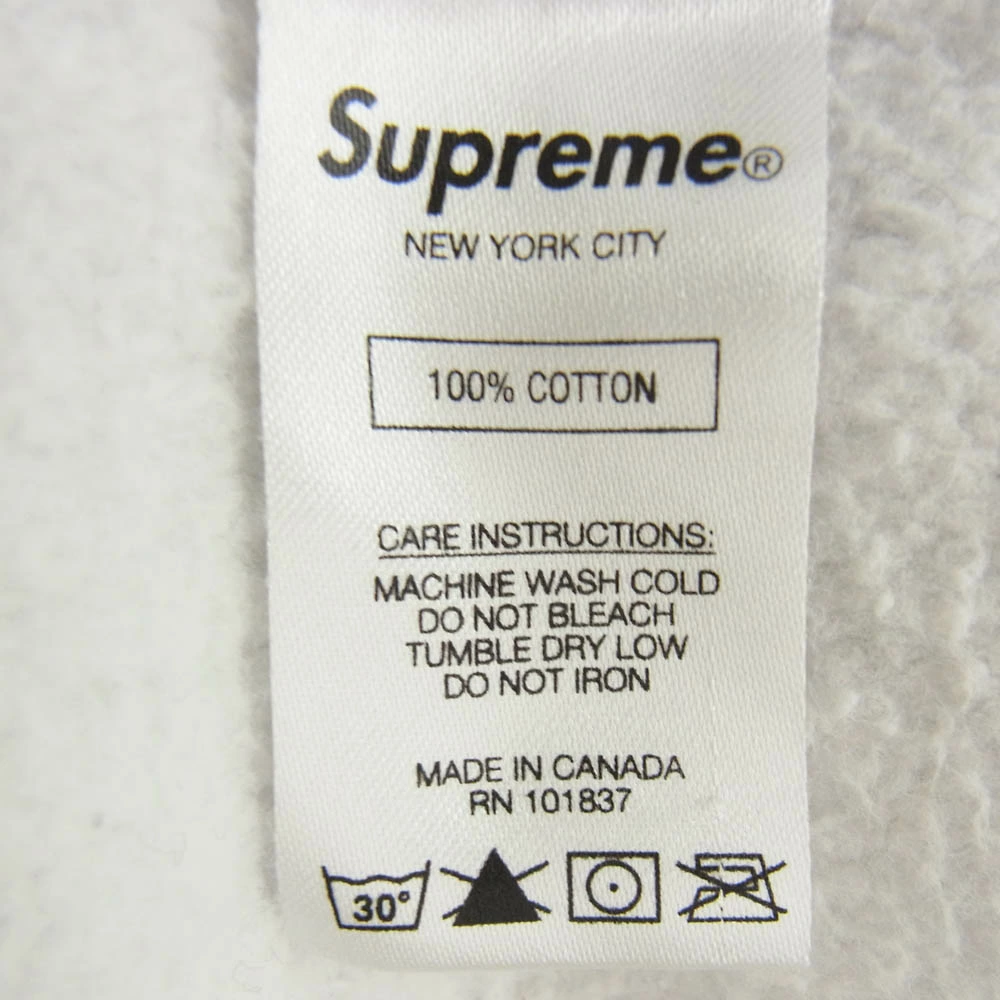 Supreme®
NEW YORK CITY
100% COTTON
CARE INSTRUCTIONS:
MACHINE WASH COLD
DO NOT BLEACH
TUMBLE DRY LOW
DO NOT IRON
MADE IN CANADA
RN 101837
30°